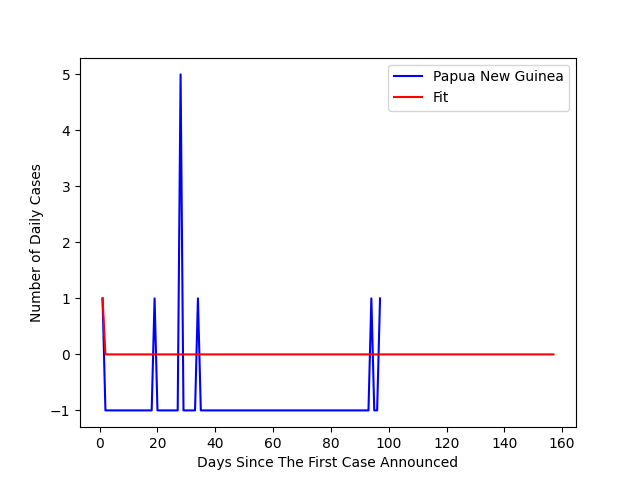 Papua New Guinea
Fit
5
4
3
2
1
0
−1
Number of Daily Cases
0 20 40 60 80 100 120 140 160
Days Since The First Case Announced